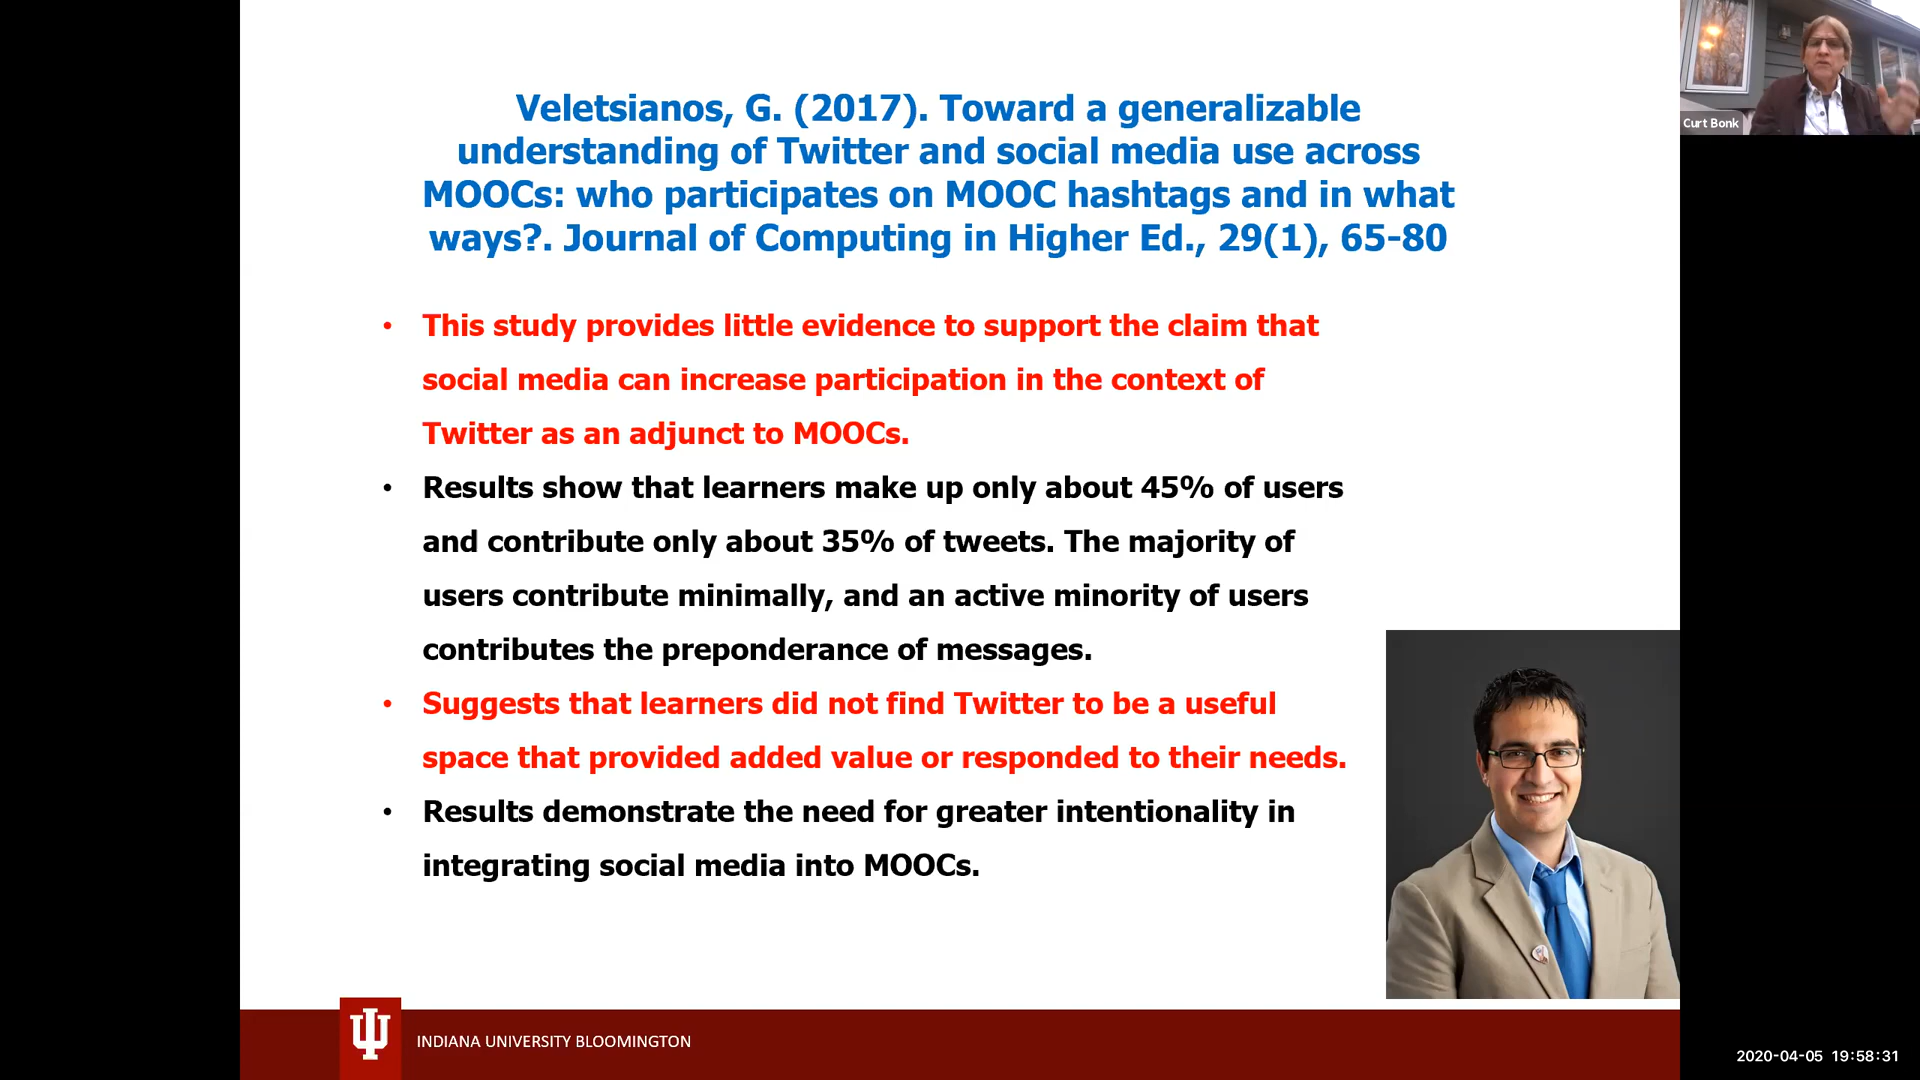 Veletsianos, G. (2017). Toward a generalizable
understanding of Twitter and social media use across
MOOCs: who participates on MOOC hashtags and in what
ways?. Journal of Computing in Higher Ed., 29(1), 65-80
• This study provides little evidence to support the claim that
social media can increase participation in the context of
Twitter as an adjunct to MOOCs.
• Results show that learners make up only about 45% of users
and contribute only about 35% of tweets. The majority of
users contribute minimally, and an active minority of users
contributes the preponderance of messages.
• Suggests that learners did not find Twitter to be a useful
space that provided added value or responded to their needs.
• Results demonstrate the need for greater intentionality in
integrating social media into MOOCs.
INDIANA UNIVERSITY BLOOMINGTON
Curt Bonk
2020-04-05 19:58:31